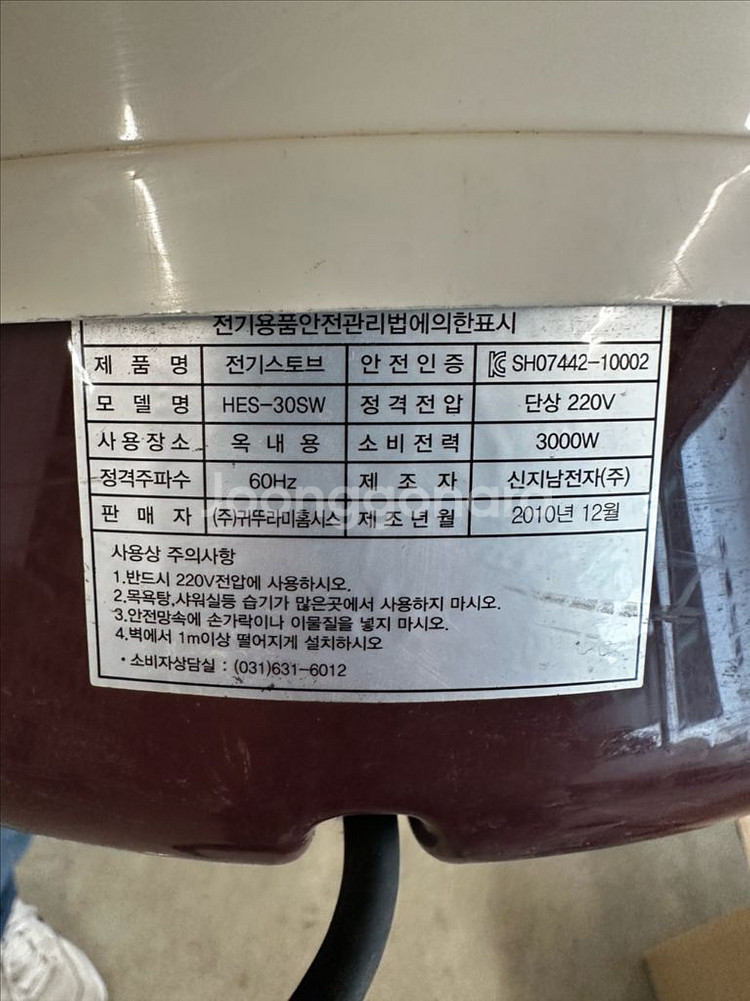 전기용품안전관리법에의한표시
제 품 명 전기스토브 안전인증 SH07442-10002
모 델 명 HES-30SW 정격전압 단상 220V
사용장소 옥 내 용 소비전력 3000W
정격주파수 60Hz 제 조 자 신지남전자(주)
판 매 자 (주)귀뚜라미홈시스 제조년월 2010년 12월
Joonggonara
사용상 주의사항
1.반드시 220V전압에 사용하시오.
2.목욕탕,샤워실등 습기가 많은곳에서 사용하지 마시오.
3.안전망속에 손가락이나 이물질을 넣지 마시오.
4.벽에서 1m이상 떨어지게 설치하시오
• 소비자상담실 : (031)631-6012